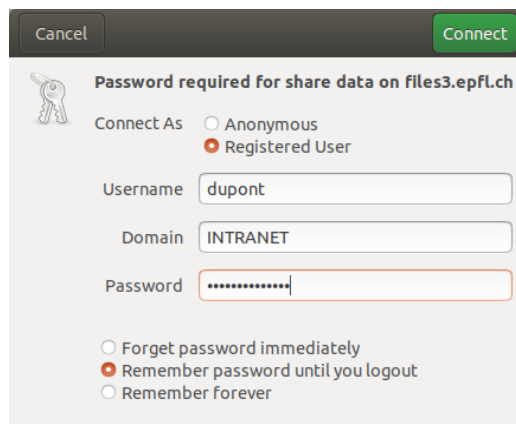 Cancel Connect
Password required for share data on files3.epfl.ch
Connect As Anonymous
Registered User
Username dupont
Domain INTRANET
Password ••••••••••••••
Forget password immediately
Remember password until you logout
Remember forever